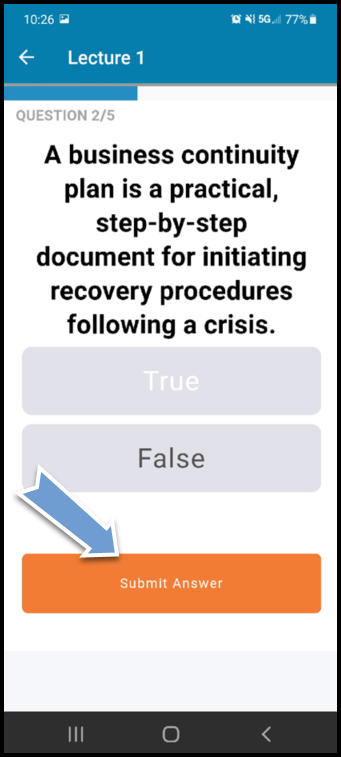 10:26 5G 77%
Lecture 1
QUESTION 2/5
A business continuity
plan is a practical,
step-by-step
document for initiating
recovery procedures
following a crisis.
True
False
Submit Answer